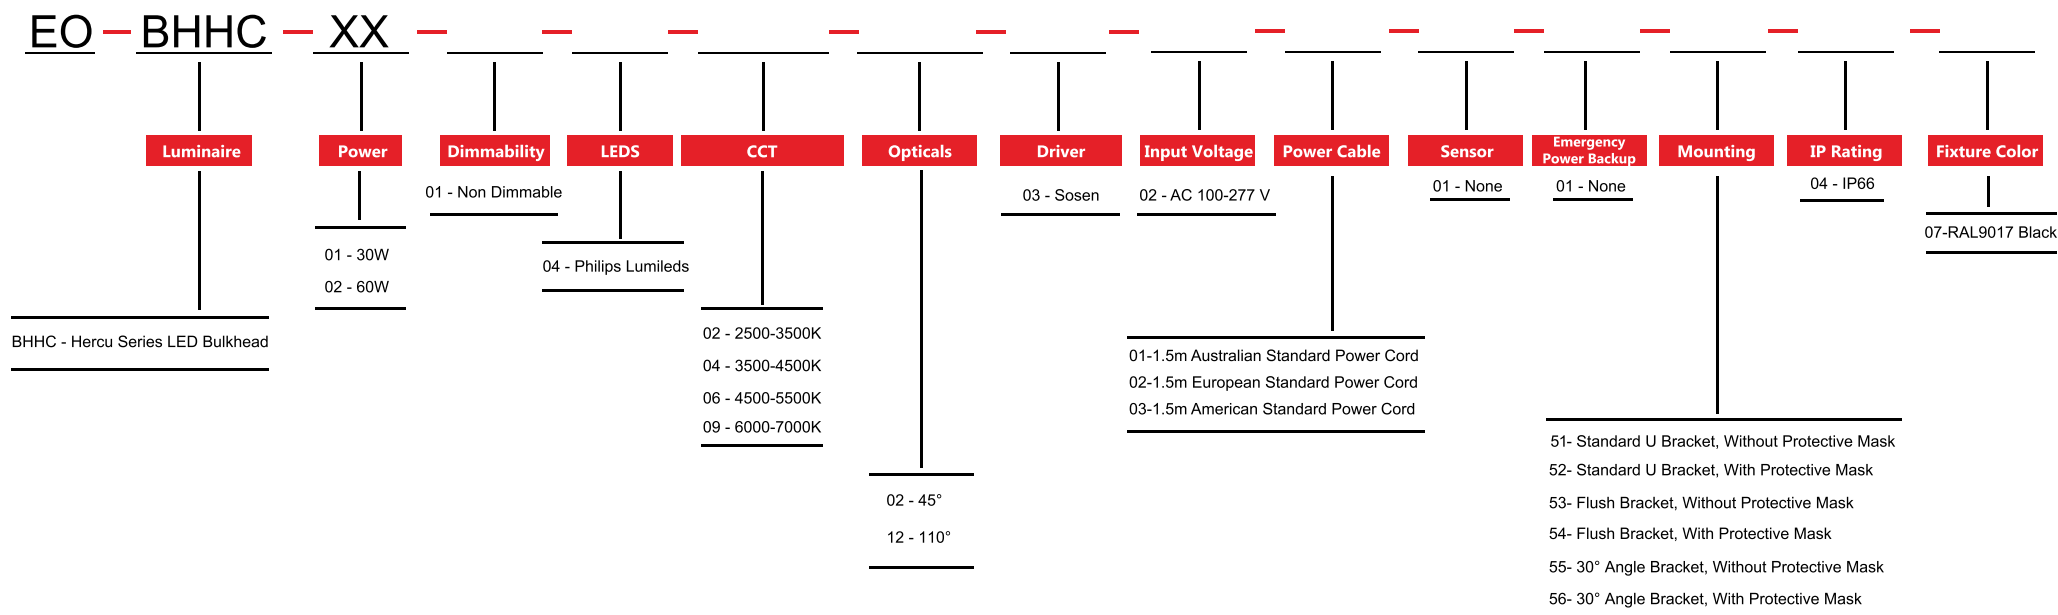 EO BHHC XX
Luminaire
Power
Dimmability
LEDS
CCT
Opticals
Driver
Input Voltage
Power Cable
Sensor
Emergency
Power Backup
Mounting
IP Rating
Fixture Color
BHHC - Hercu Series LED Bulkhead
01 - 30W
02 - 60W
01 - Non Dimmable
04 - Philips Lumileds
02 - 2500-3500K
04 - 3500-4500K
06 - 4500-5500K
09 - 6000-7000K
02 - 45°
12 - 110°
03 - Sosen
02 - AC 100-277 V
01-1.5m Australian Standard Power Cord
02-1.5m European Standard Power Cord
03-1.5m American Standard Power Cord
01 - None
01 - None
51- Standard U Bracket, Without Protective Mask
52- Standard U Bracket, With Protective Mask
53- Flush Bracket, Without Protective Mask
54- Flush Bracket, With Protective Mask
55- 30° Angle Bracket, Without Protective Mask
56- 30° Angle Bracket, With Protective Mask
04 - IP66
07-RAL9017 Black